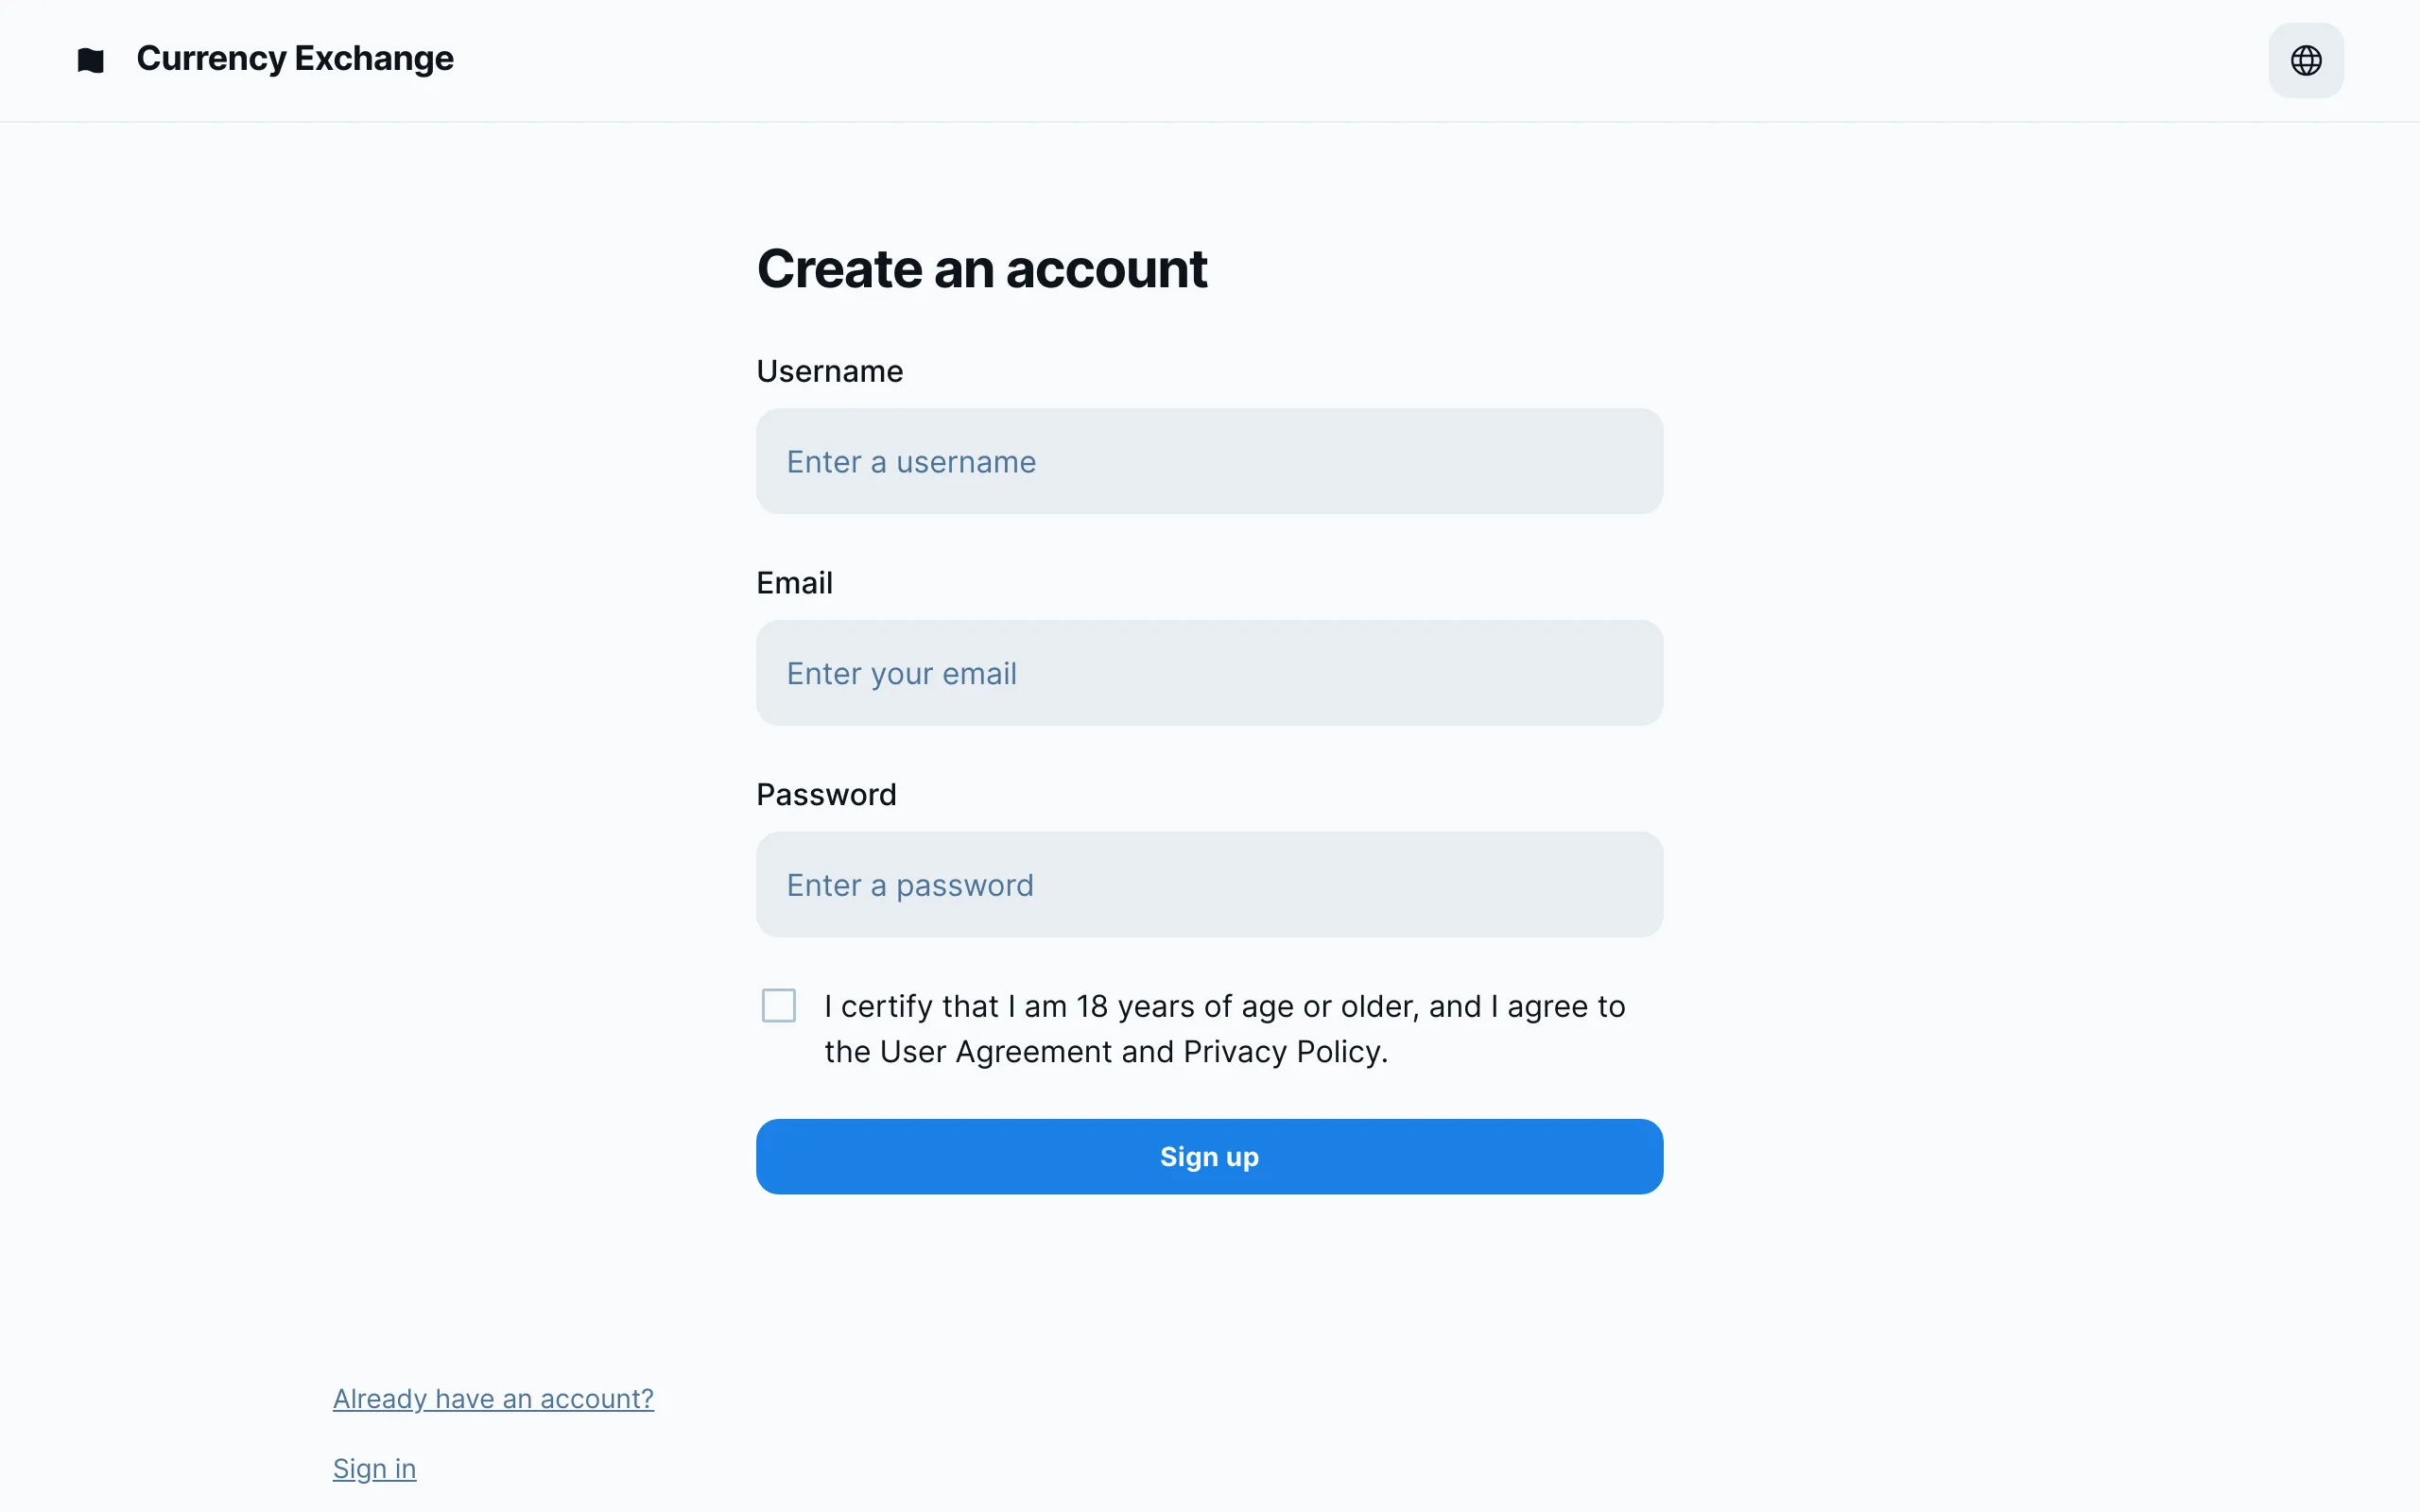 Currency Exchange
Create an account
Username
Enter a username
Email
Enter your email
Password
Enter a password
I certify that I am 18 years of age or older, and I agree to
the User Agreement and Privacy Policy.
Sign up
Already have an account?
Sign in